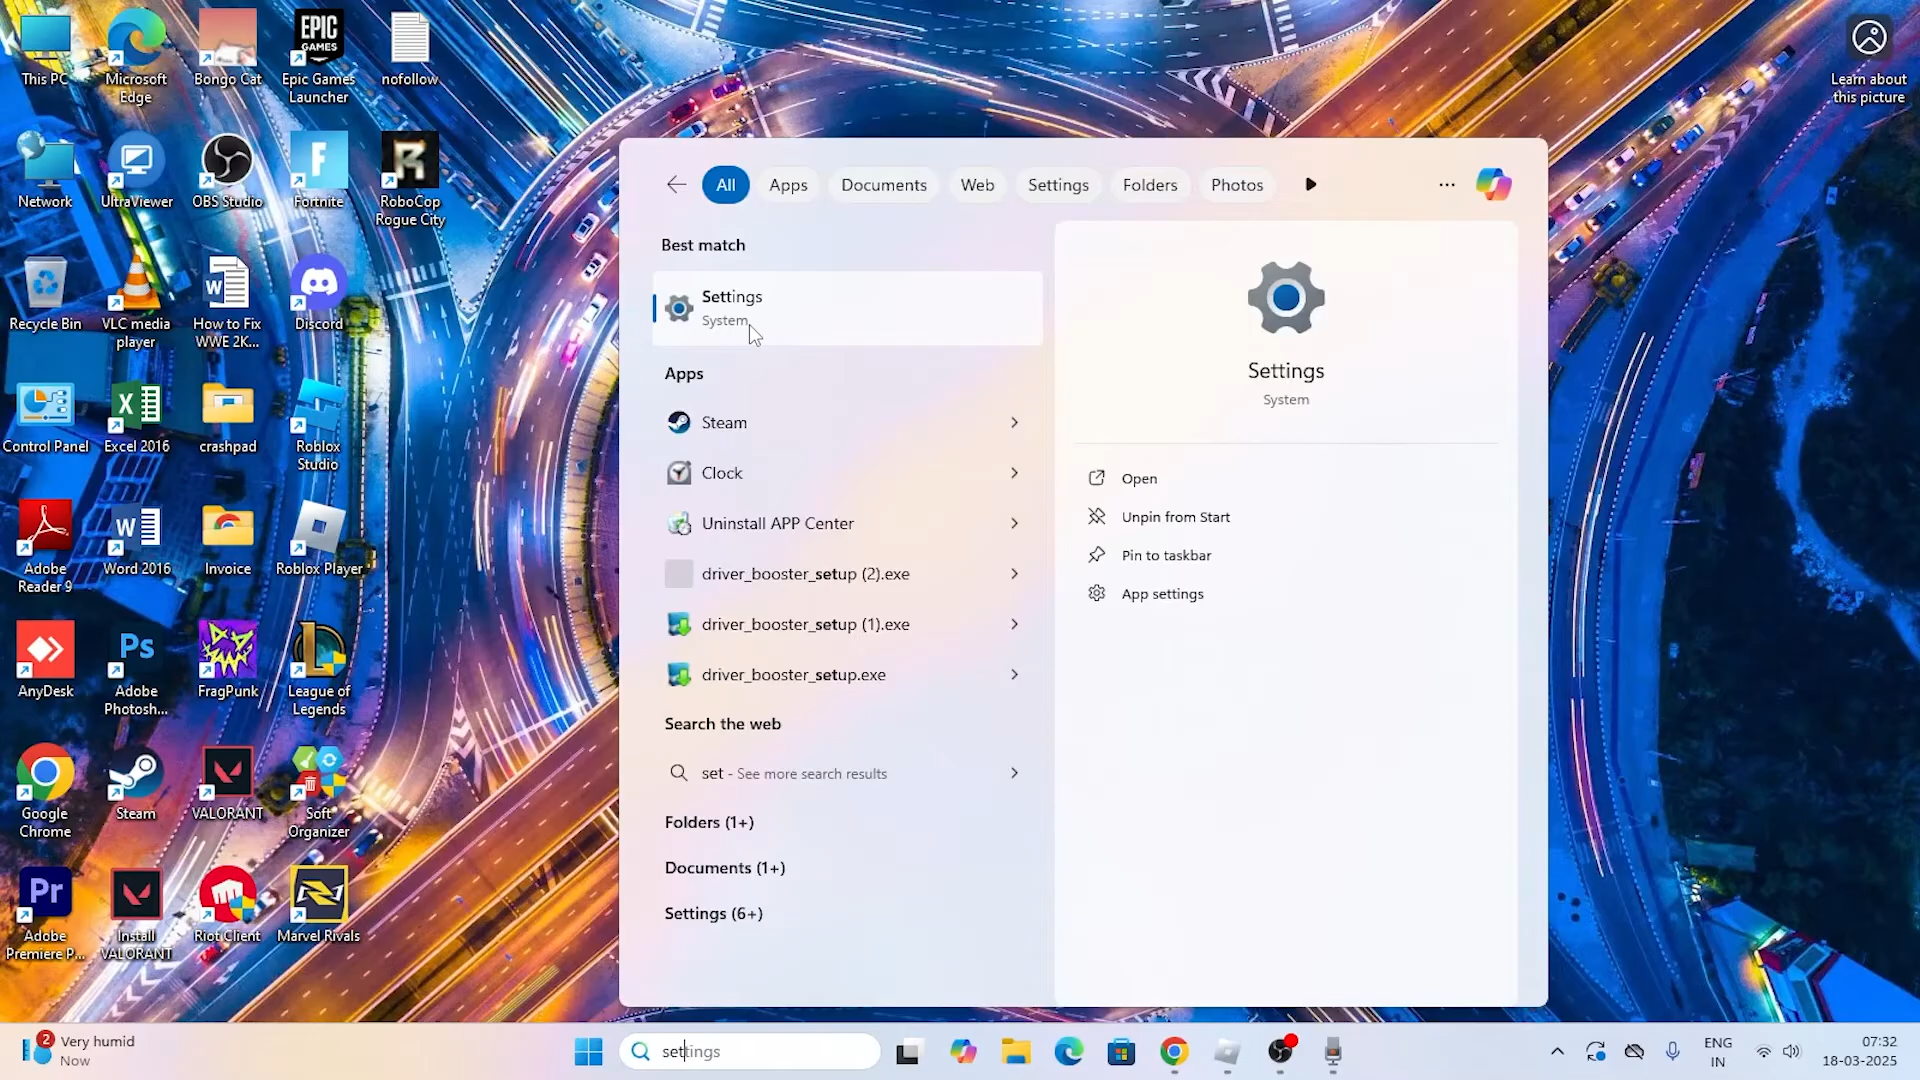 This PC
Microsoft
Edge
Bongo Cat
EPIC
GAMES
Epic Games
Launcher
nofollow
Learn about
this picture
Network
UltraViewer
OBS Studio
Fortnite
RoboCop
Rogue City
Recycle Bin
VLC media
player
How to Fix
WWE 2K...
Discord
Control Panel
Excel 2016
crashpad
Roblox
Studio
Adobe
Reader 9
Word 2016
Invoice
Roblox Player
AnyDesk
Ps
Adobe
Photosh...
FragPunk
League of
Legends
Google
Chrome
Steam
VALORANT
Soft
Organizer
Pr
Adobe
Premiere P...
Install
VALORANT
Riot Client
Marvel Rivals
All
Apps
Documents
Web
Settings
Folders
Photos
Best match
Settings
System
Apps
Steam
Clock
Uninstall APP Center
driver_booster_setup (2).exe
driver_booster_setup (1).exe
driver_booster_setup.exe
Search the web
set - See more search results
Folders (1+)
Documents (1+)
Settings (6+)
Settings
System
Open
Unpin from Start
Pin to taskbar
App settings
2
Very humid
Now
settings
ENG
IN
07:32
18-03-2025